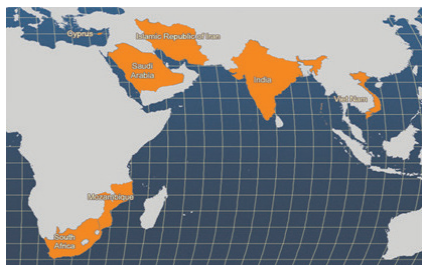 Cyprus
Islamic Republic of Iran
Saudi
Arabia
India
Viet Nam
Mozambique
South
Africa